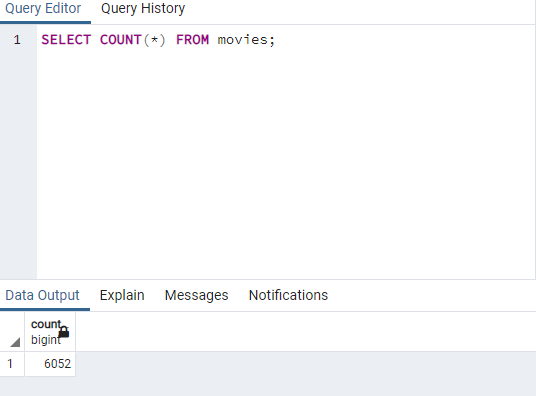 Query Editor Query History
1 SELECT COUNT(*) FROM movies;
Data Output Explain Messages Notifications
count
bigint
1 6052